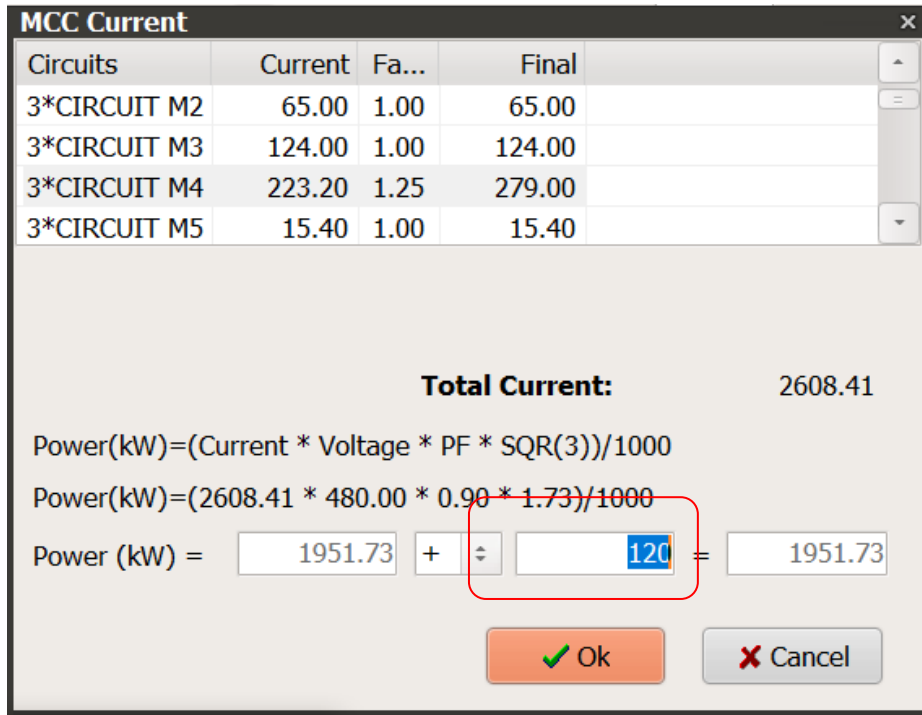 MCC Current x
Circuits Current Fa... Final
3*CIRCUIT M2 65.00 1.00 65.00
3*CIRCUIT M3 124.00 1.00 124.00
3*CIRCUIT M4 223.20 1.25 279.00
3*CIRCUIT M5 15.40 1.00 15.40
Total Current: 2608.41
Power(kW)=(Current * Voltage * PF * SQR(3))/1000
Power(kW)=(2608.41 * 480.00 * 0.90 * 1.73)/1000
Power (kW) = 1951.73 + 120 = 1951.73
Ok Cancel